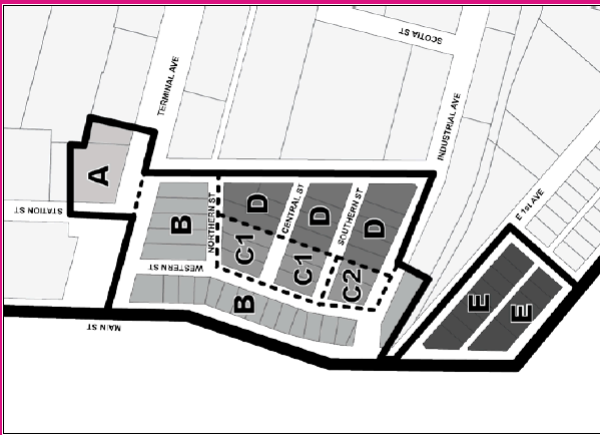 SCOTIA ST
TERMINAL AVE
INDUSTRIAL AVE
A
STATION ST
NORTHERN ST
CENTRAL ST
SOUTHERN ST
E 1st AVE
D
D
D
B
C1
C1
C2
WESTERN ST
B
MAIN ST
E
E